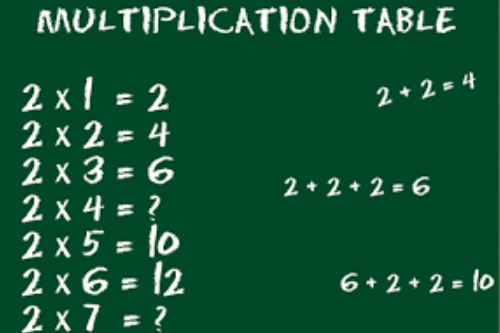 MULTIPLICATION TABLE
2 x 1 = 2
2 + 2 = 4
2 x 2 = 4
2 x 3 = 6
2 + 2 + 2 = 6
2 x 4 = ?
2 x 5 = 10
2 x 6 = 12
6 + 2 + 2 = 10
2 x 7 = ?